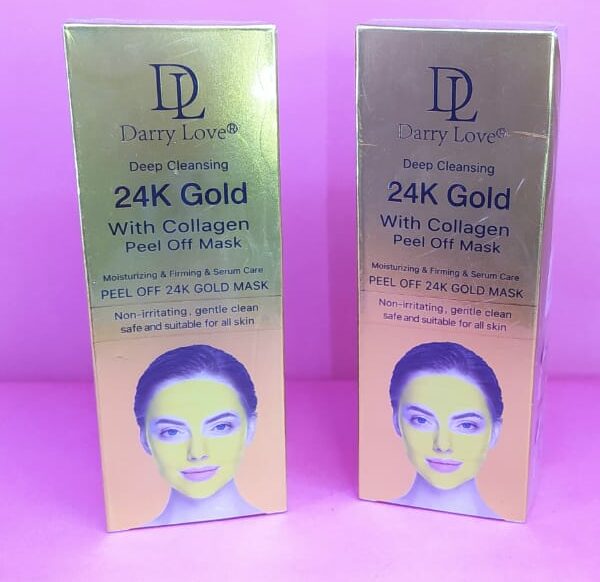 DL
Darry Love®
Deep Cleansing
24K Gold
With Collagen
Peel Off Mask
Moisturizing & Firming & Serum Care
PEEL OFF 24K GOLD MASK
Non-irritating, gentle clean
safe and suitable for all skin
DL
Darry Love®
Deep Cleansing
24K Gold
With Collagen
Peel Off Mask
Moisturizing & Firming & Serum Care
PEEL OFF 24K GOLD MASK
Non-irritating, gentle clean
safe and suitable for all skin